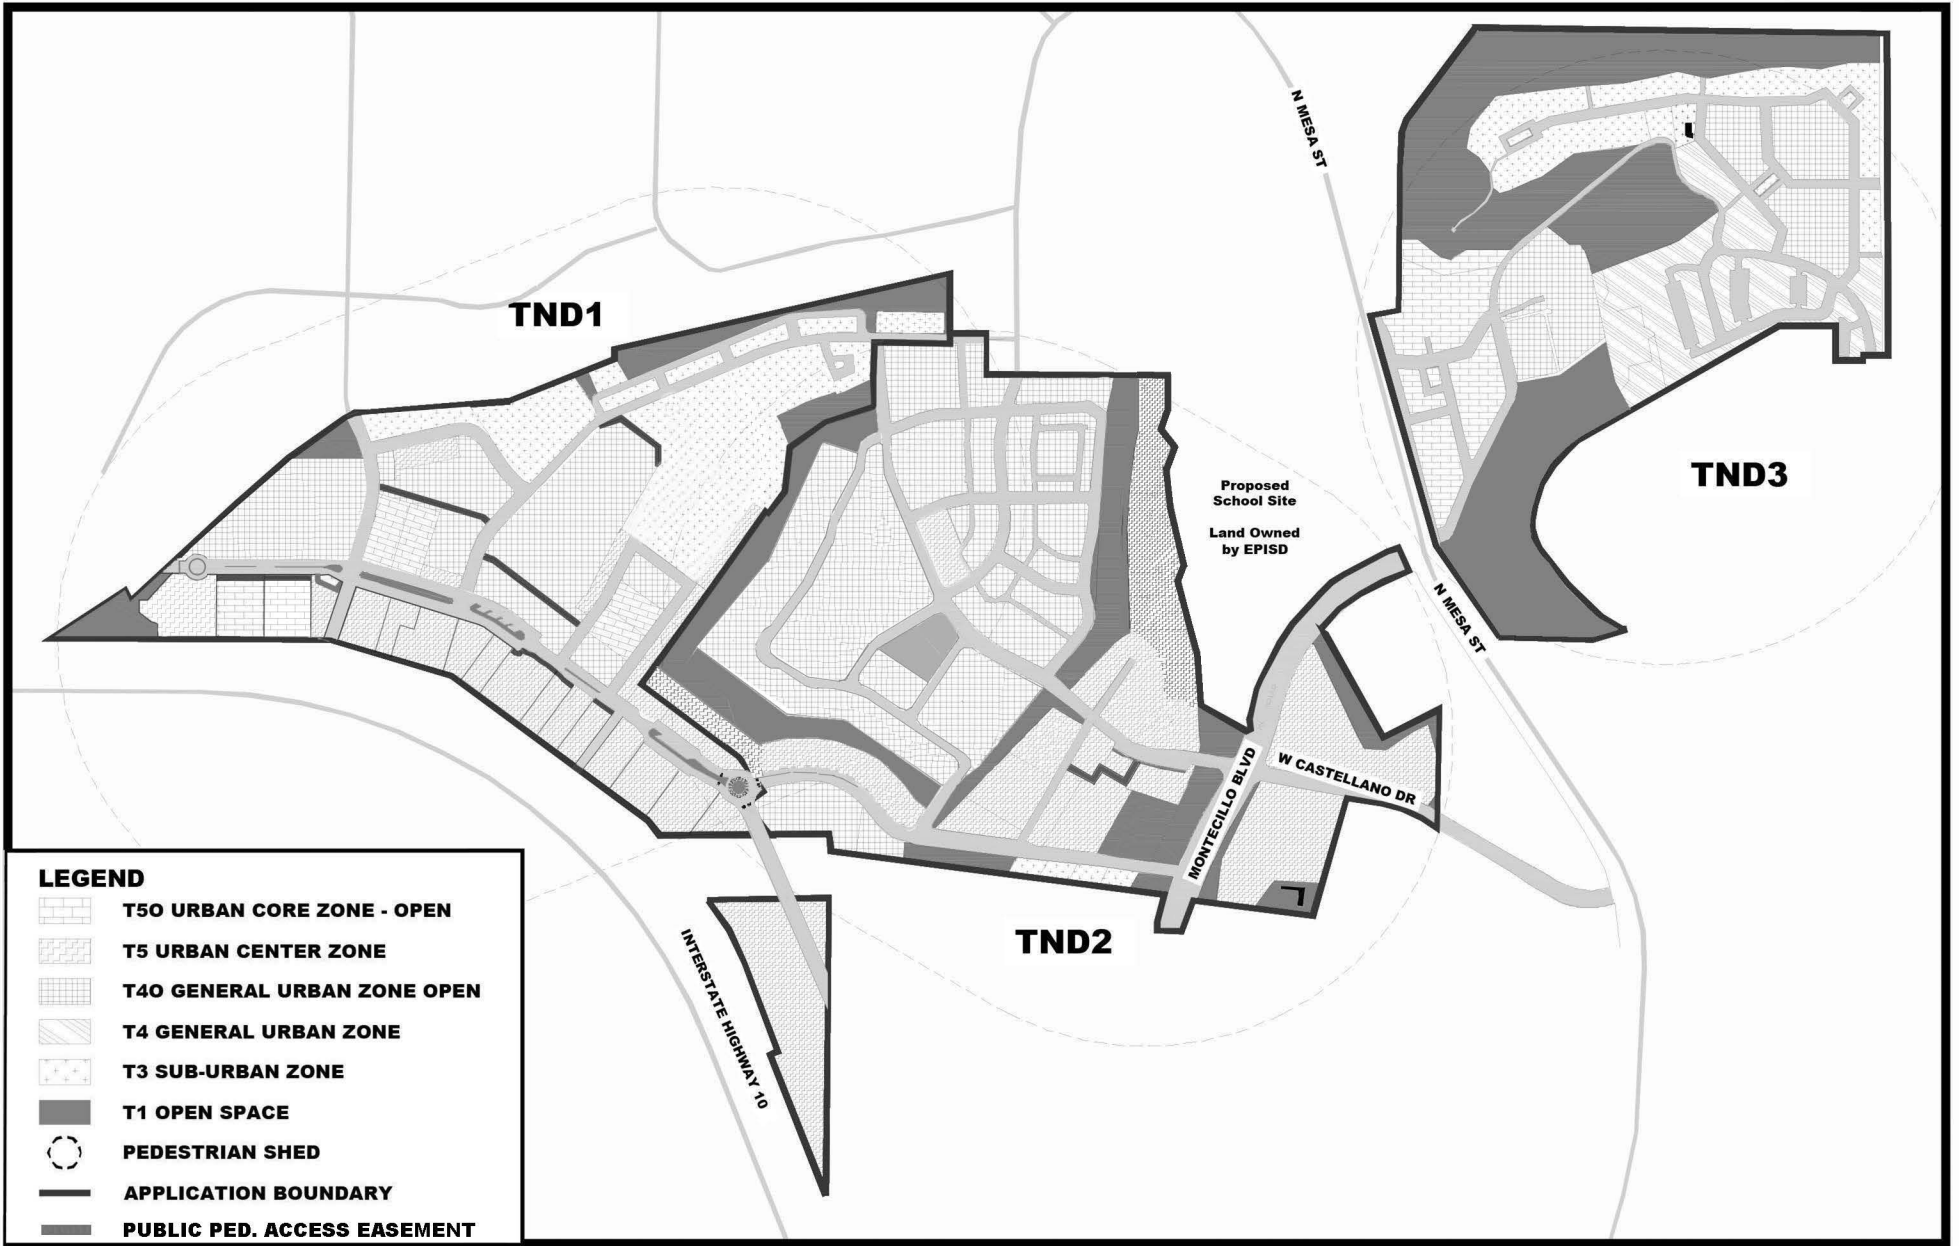 N MESA ST
TND1
TND3
Proposed
School Site
Land Owned
by EPISD
N MESA ST
W CASTELLANO DR
MONTECILLO BLVD
TND2
INTERSTATE HIGHWAY 10
LEGEND
T5O URBAN CORE ZONE - OPEN
T5 URBAN CENTER ZONE
T4O GENERAL URBAN ZONE OPEN
T4 GENERAL URBAN ZONE
T3 SUB-URBAN ZONE
T1 OPEN SPACE
PEDESTRIAN SHED
APPLICATION BOUNDARY
PUBLIC PED. ACCESS EASEMENT